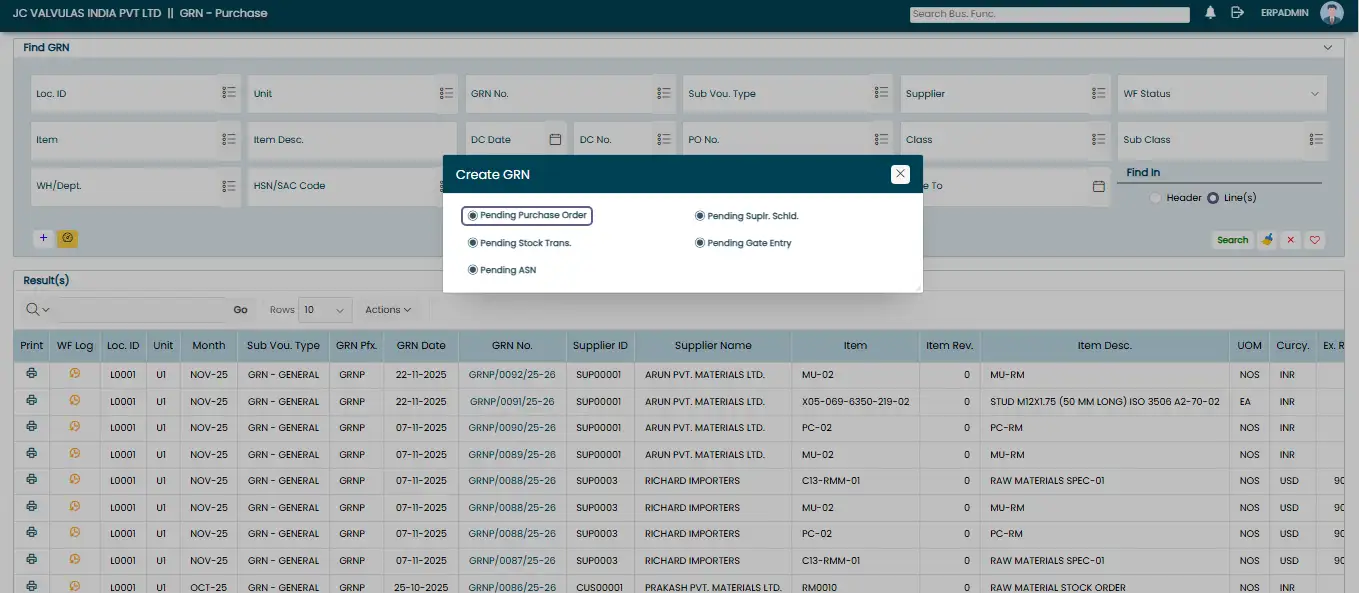 JC VALVULAS INDIA PVT LTD || GRN - Purchase
Search Bus. Func.
ERPADMIN
Find GRN
Loc. ID
Unit
GRN No.
Sub Vou. Type
Supplier
WF Status
Item
Item Desc.
DC Date
DC No.
PO No.
Class
Sub Class
WH/Dept.
HSN/SAC Code
To
Find In
Header
Line(s)
Search
Create GRN
Pending Purchase Order
Pending Suplr. Schld.
Pending Stock Trans.
Pending Gate Entry
Pending ASN
Result(s)
Go
Rows 10
Actions
Print WF Log Loc. ID Unit Month Sub Vou. Type GRN Pfx. GRN Date GRN No. Supplier ID Supplier Name Item Item Rev. Item Desc. UOM Curcy. Ex. R
L0001 U1 NOV-25 GRN - GENERAL GRNP 22-11-2025 GRNP/0092/25-26 SUP00001 ARUN PVT. MATERIALS LTD. MU-02 0 MU-RM NOS INR
L0001 U1 NOV-25 GRN - GENERAL GRNP 22-11-2025 GRNP/0091/25-26 SUP00001 ARUN PVT. MATERIALS LTD. X05-069-6350-219-02 0 STUD M12X1.75 (50 MM LONG) ISO 3506 A2-70-02 EA INR
L0001 U1 NOV-25 GRN - GENERAL GRNP 07-11-2025 GRNP/0090/25-26 SUP00001 ARUN PVT. MATERIALS LTD. PC-02 0 PC-RM NOS INR
L0001 U1 NOV-25 GRN - GENERAL GRNP 07-11-2025 GRNP/0089/25-26 SUP00001 ARUN PVT. MATERIALS LTD. MU-02 0 MU-RM NOS INR
L0001 U1 NOV-25 GRN - GENERAL GRNP 07-11-2025 GRNP/0088/25-26 SUP0003 RICHARD IMPORTERS C13-RMM-01 0 RAW MATERIALS SPEC-01 NOS USD 90
L0001 U1 NOV-25 GRN - GENERAL GRNP 07-11-2025 GRNP/0088/25-26 SUP0003 RICHARD IMPORTERS MU-02 0 MU-RM NOS USD 90
L0001 U1 NOV-25 GRN - GENERAL GRNP 07-11-2025 GRNP/0088/25-26 SUP0003 RICHARD IMPORTERS PC-02 0 PC-RM NOS USD 90
L0001 U1 NOV-25 GRN - GENERAL GRNP 07-11-2025 GRNP/0087/25-26 SUP0003 RICHARD IMPORTERS C13-RMM-01 0 RAW MATERIALS SPEC-01 NOS USD 90
L0001 U1 OCT-25 GRN - GENERAL GRNP 25-10-2025 GRNP/0086/25-26 CUS00001 PRAKASH PVT. MATERIALS LTD. RM0010 0 RAW MATERIAL STOCK ORDER NOS INR